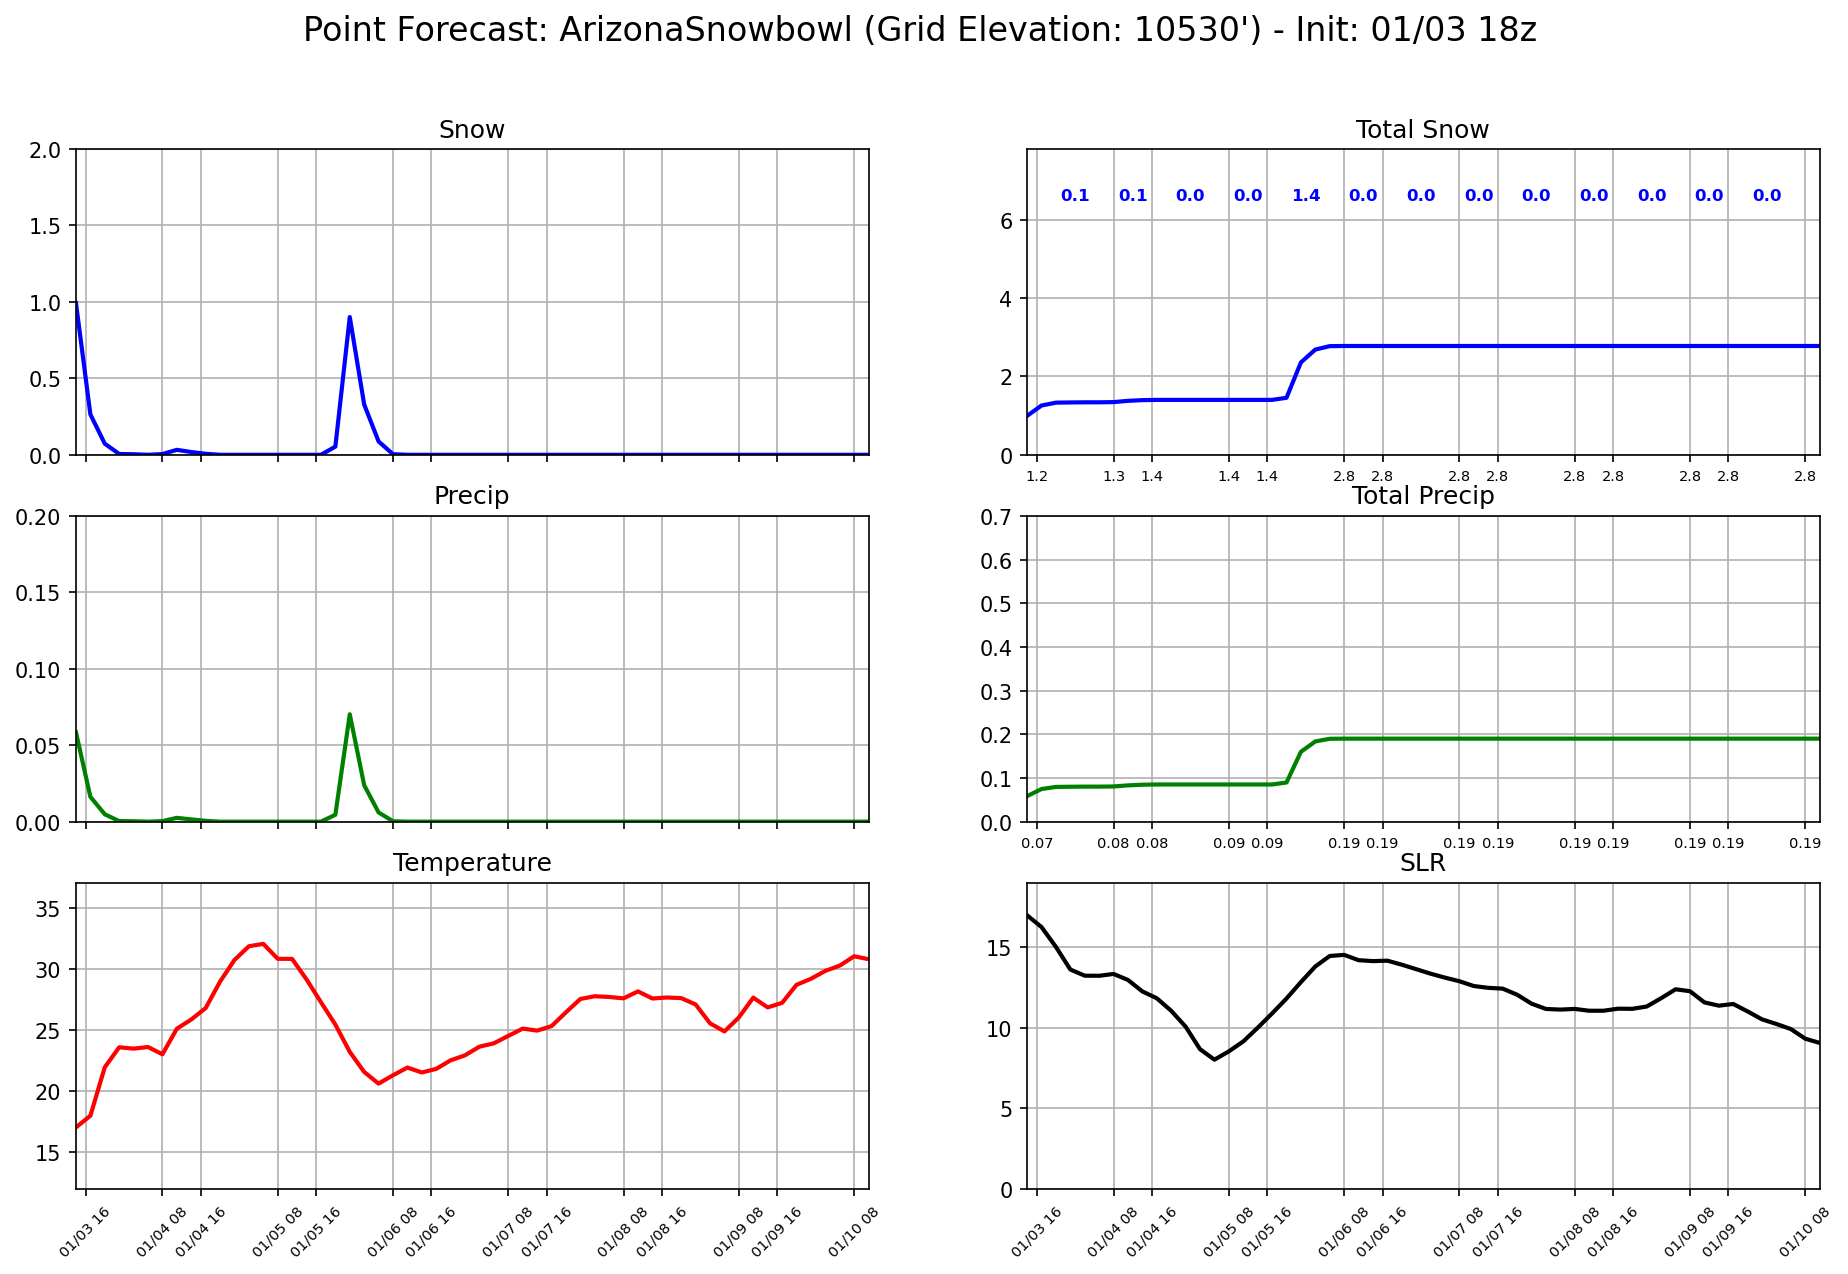 Point Forecast: ArizonaSnowbowl (Grid Elevation: 10530') - Init: 01/03 18z
Snow
2.0
1.5
1.0
0.5
0.0
Total Snow
0.1 0.1 0.0 0.0 1.4 0.0 0.0 0.0 0.0 0.0 0.0 0.0 0.0
6
4
2
0
1.2 1.3 1.4 1.4 1.4 2.8 2.8 2.8 2.8 2.8 2.8 2.8 2.8 2.8
Precip
0.20
0.15
0.10
0.05
0.00
Total Precip
0.7
0.6
0.5
0.4
0.3
0.2
0.1
0.0
0.07 0.08 0.08 0.09 0.09 0.19 0.19 0.19 0.19 0.19 0.19 0.19 0.19 0.19
Temperature
35
30
25
20
15
01/03 16 01/04 08 01/04 16 01/05 08 01/05 16 01/06 08 01/06 16 01/07 08 01/07 16 01/08 08 01/08 16 01/09 08 01/09 16 01/10 08
SLR
15
10
5
0
01/03 16 01/04 08 01/04 16 01/05 08 01/05 16 01/06 08 01/06 16 01/07 08 01/07 16 01/08 08 01/08 16 01/09 08 01/09 16 01/10 08